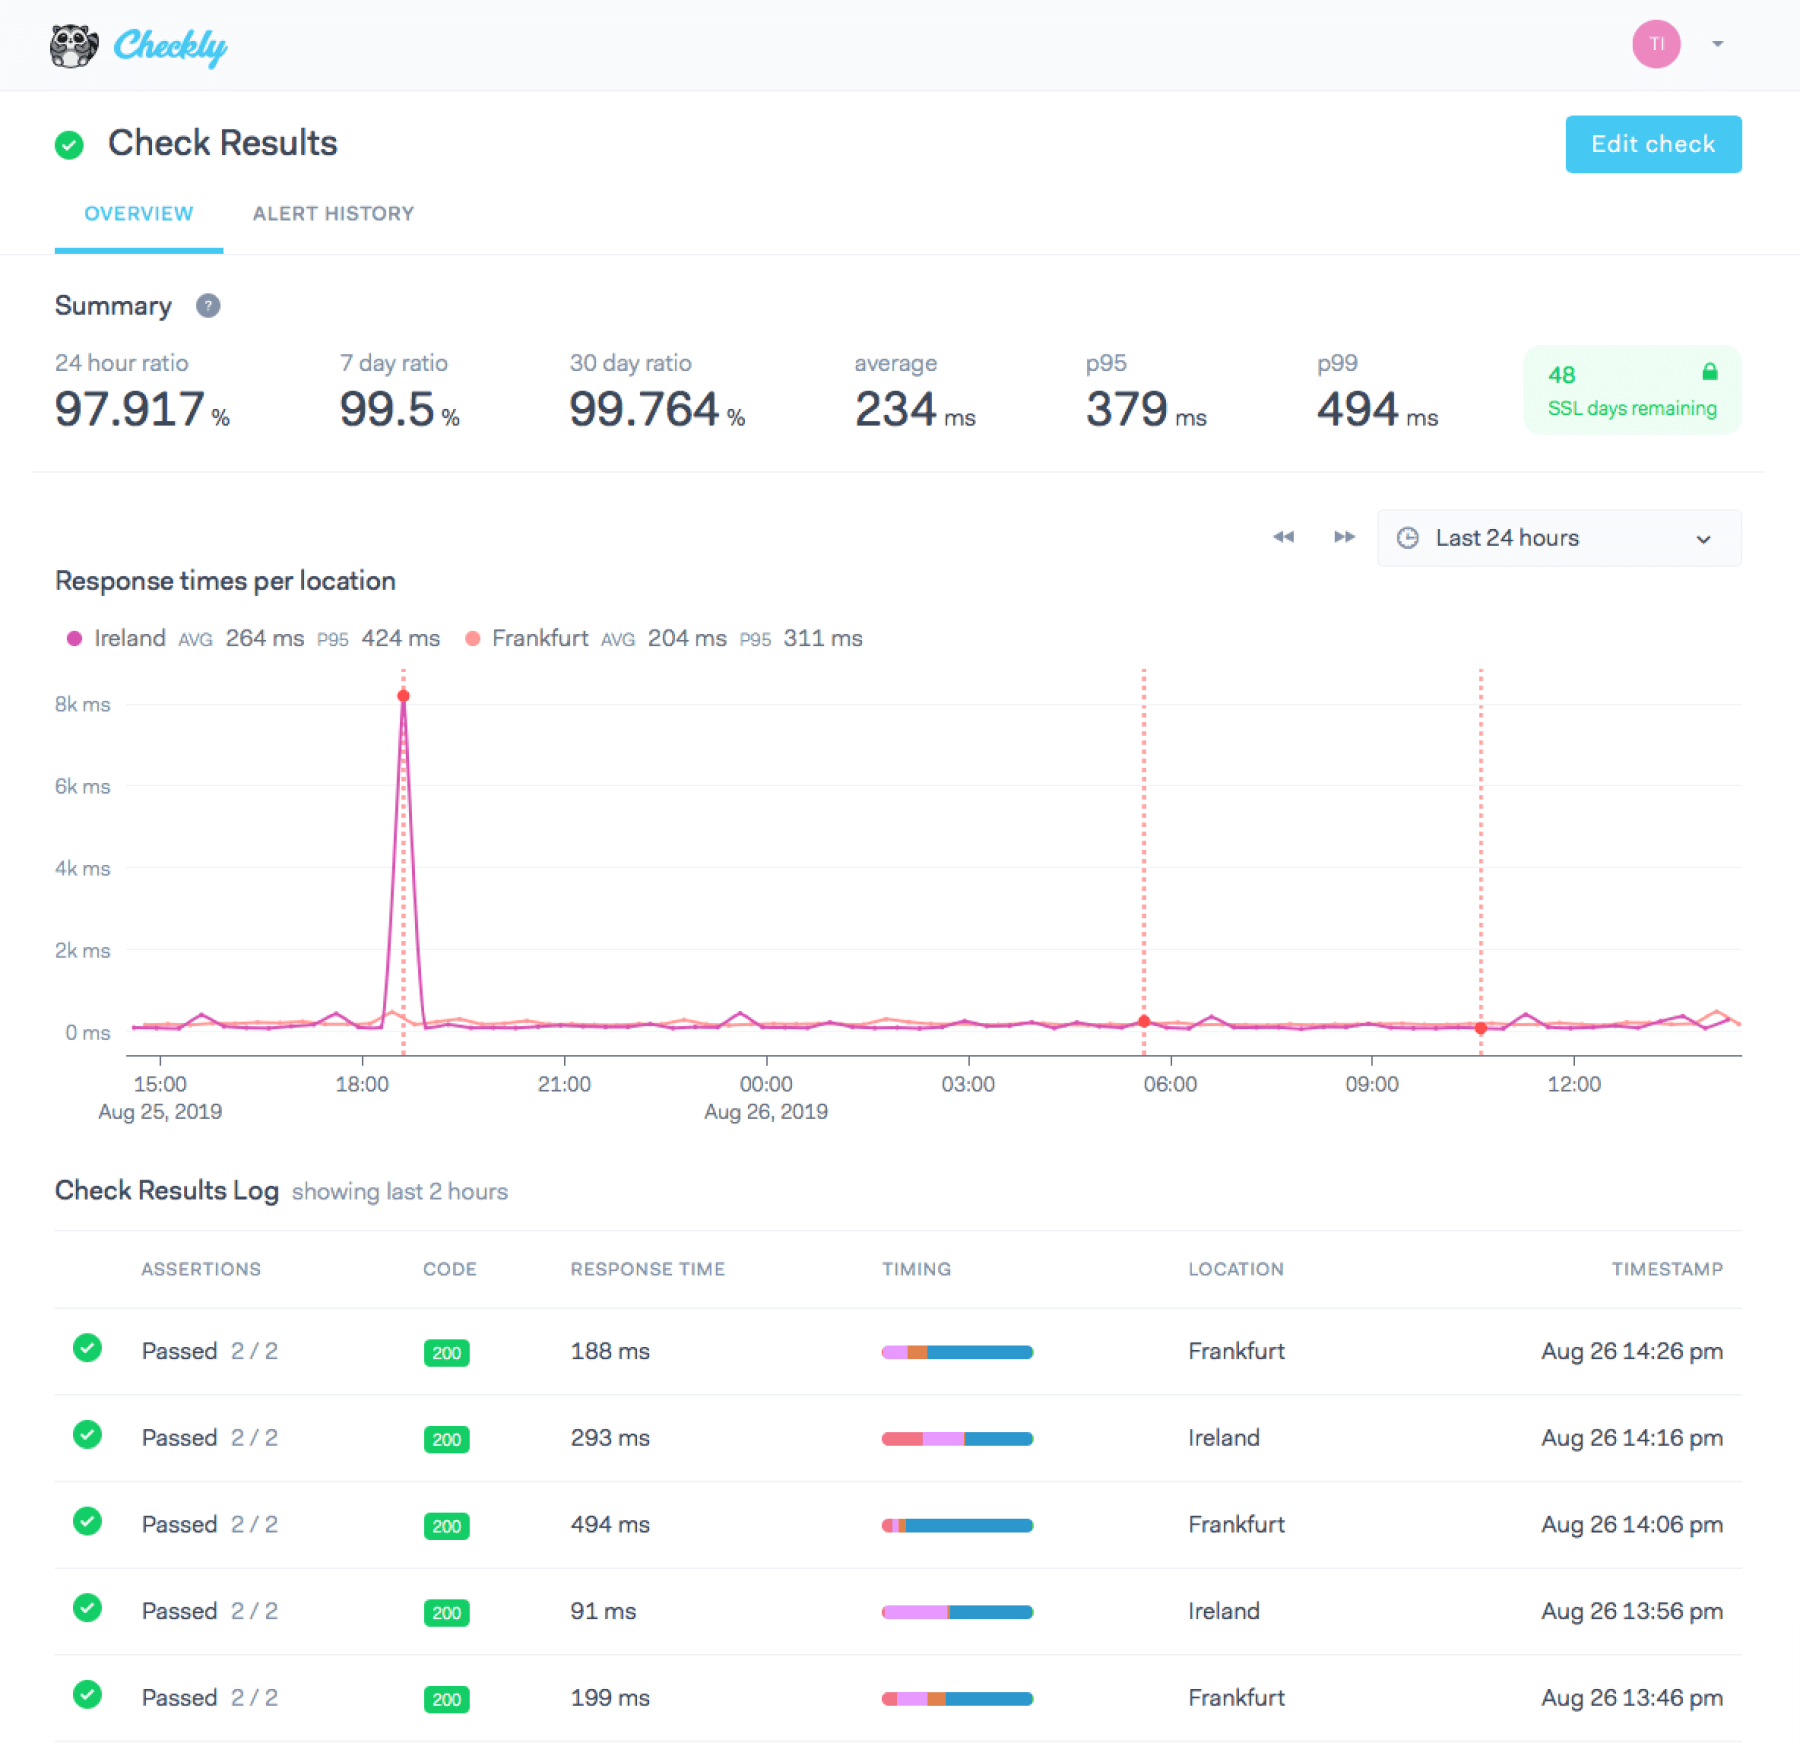 Checkly
TI
Check Results
Edit check
OVERVIEW ALERT HISTORY
Summary ?
24 hour ratio 7 day ratio 30 day ratio average p95 p99
97.917 % 99.5 % 99.764 % 234 ms 379 ms 494 ms
48
SSL days remaining
Last 24 hours
Response times per location
Ireland AVG 264 ms P95 424 ms Frankfurt AVG 204 ms P95 311 ms
8k ms
6k ms
4k ms
2k ms
0 ms
15:00 18:00 21:00 00:00 03:00 06:00 09:00 12:00
Aug 25, 2019 Aug 26, 2019
Check Results Log showing last 2 hours
ASSERTIONS CODE RESPONSE TIME TIMING LOCATION TIMESTAMP
Passed 2 / 2 200 188 ms Frankfurt Aug 26 14:26 pm
Passed 2 / 2 200 293 ms Ireland Aug 26 14:16 pm
Passed 2 / 2 200 494 ms Frankfurt Aug 26 14:06 pm
Passed 2 / 2 200 91 ms Ireland Aug 26 13:56 pm
Passed 2 / 2 200 199 ms Frankfurt Aug 26 13:46 pm